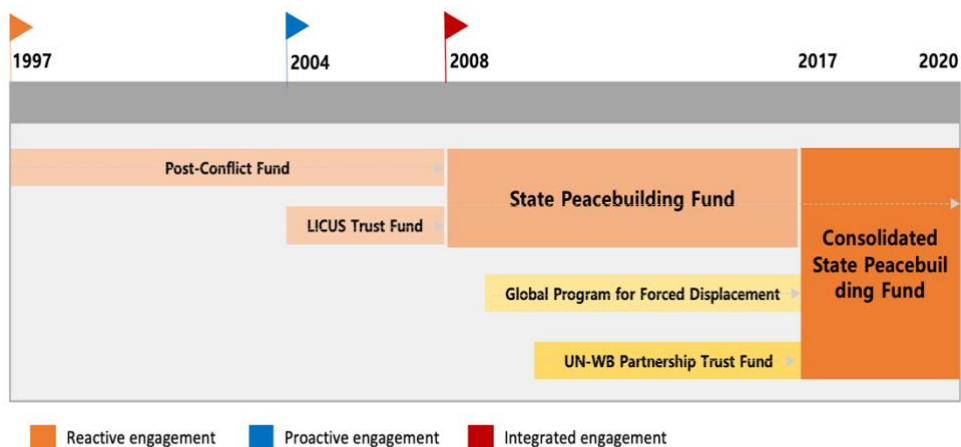 1997
2004
2008
2017
2020
Post-Conflict Fund
LICUS Trust Fund
State Peacebuilding Fund
Global Program for Forced Displacement
UN-WB Partnership Trust Fund
Consolidated
State Peacebuil
ding Fund
Reactive engagement
Proactive engagement
Integrated engagement